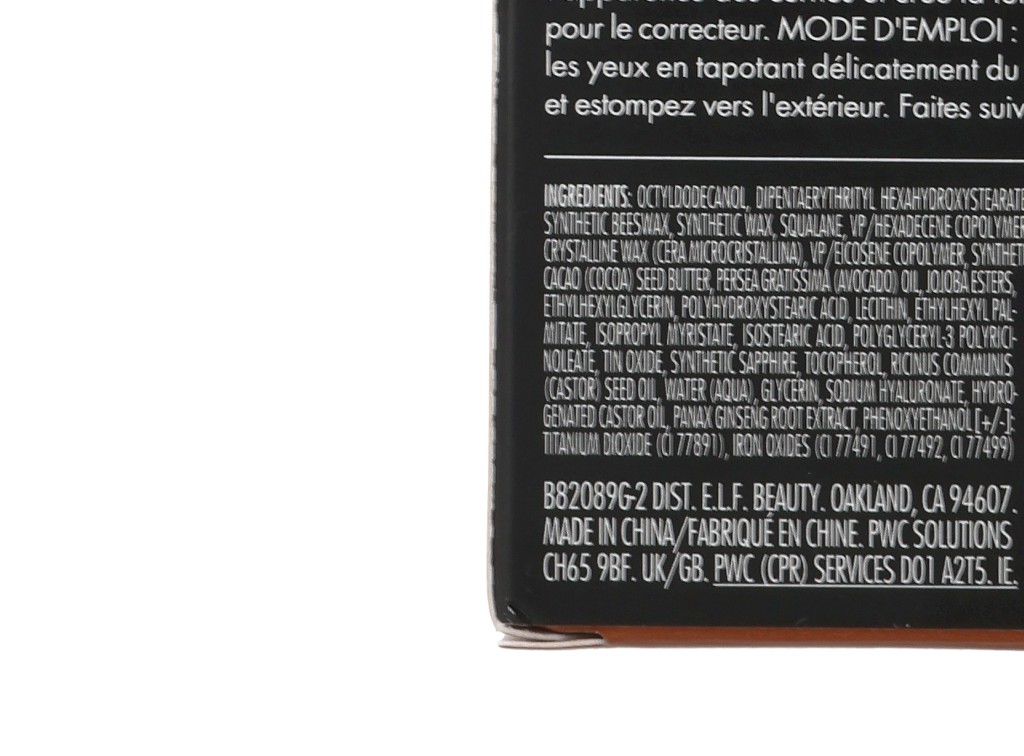 pour le correcteur. MODE D'EMPLOI :
les yeux en tapotant délicatement du
et estompez vers l'extérieur. Faites suiv
INGREDIENTS: OCTYLDODECANOL, DIPENTAERYTHRITYL HEXAHYDROXYSTEARATE
SYNTHETIC BEESWAX, SYNTHETIC WAX, SQUALANE, VP/HEXADECENE COPOLYMER
CRYSTALLINE WAX (CERA MICROCRISTALLINA), VP/EICOSENE COPOLYMER, SYNTHET
CACAO (COCOA) SEED BUTTER, PERSEA GRATISSIMA (AVOCADO) OIL, JOJOBA ESTERS,
ETHYLHEXYLGLYCERIN, POLYHYDROXYSTEARIC ACID, LECITHIN, ETHYLHEXYL PAL-
MITATE, ISOPROPYL MYRISTATE, ISOSTEARIC ACID, POLYGLYCERYL-3 POLYRICI-
NOLEATE, TIN OXIDE, SYNTHETIC SAPPHIRE, TOCOPHEROL, RICINUS COMMUNIS
(CASTOR) SEED OIL, WATER (AQUA), GLYCERIN, SODIUM HYALURONATE, HYDRO-
GENATED CASTOR OIL, PANAX GINSENG ROOT EXTRACT, PHENOXYETHANOL [+/-]:
TITANIUM DIOXIDE (CI 77891), IRON OXIDES (CI 77491, CI 77492, CI 77499)
B82089G-2 DIST. E.L.F. BEAUTY. OAKLAND, CA 94607.
MADE IN CHINA/FABRIQUÉ EN CHINE. PWC SOLUTIONS
CH65 9BF. UK/GB. PWC (CPR) SERVICES D01 A2T5. IE.